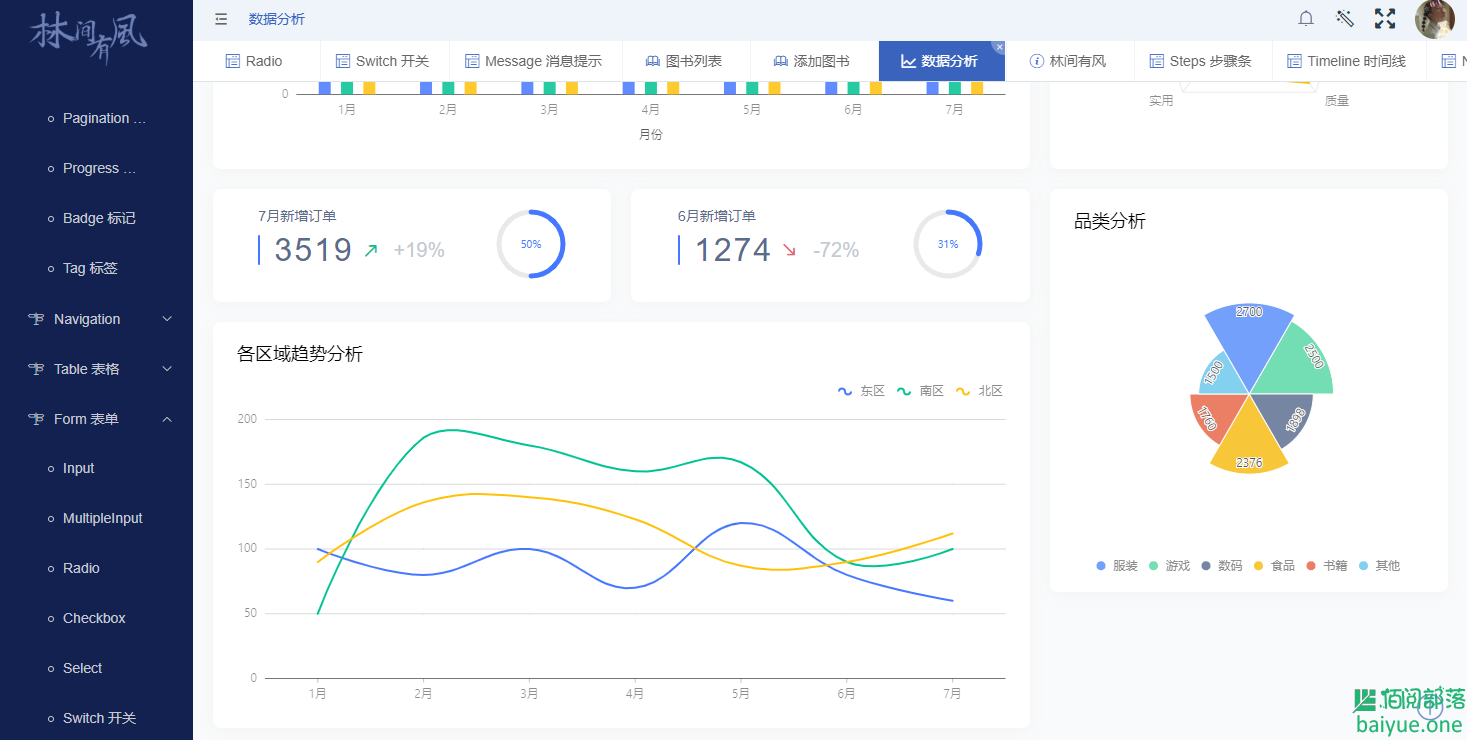 林间有風
数据分析
Radio
Switch 开关
Message 消息提示
图书列表
添加图书
数据分析
林间有风
Steps 步骤条
Timeline 时间线
Pagination …
Progress …
Badge 标记
Tag 标签
Navigation
Table 表格
Form 表单
Input
MultipleInput
Radio
Checkbox
Select
Switch 开关
0
1月 2月 3月 4月 5月 6月 7月
月份
实用 质量
7月新增订单
3519 +19%
50%
6月新增订单
1274 -72%
31%
品类分析
2700
2500
1898
2376
1760
1500
服装 游戏 数码 食品 书籍 其他
各区域趋势分析
东区 南区 北区
200
150
100
50
0
1月 2月 3月 4月 5月 6月 7月
佰阅部落
baiyue.one